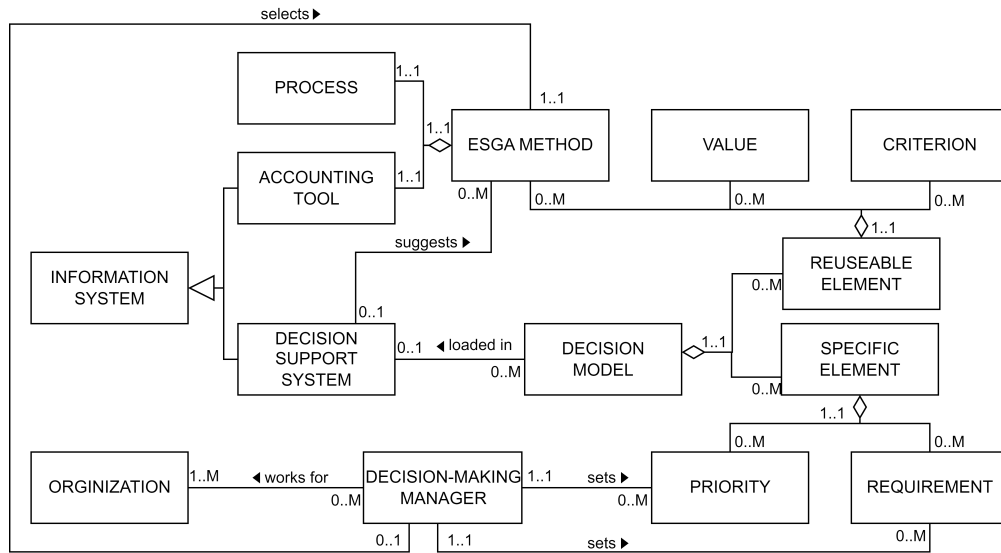 selects ▶
1..1
PROCESS
1..1
1..1
ESGA METHOD
VALUE
CRITERION
ACCOUNTING
TOOL
1..1
0..M
0..M
0..M
0..M
suggests ▶
1..1
INFORMATION
SYSTEM
REUSEABLE
ELEMENT
0..M
0..1
DECISION
SUPPORT
SYSTEM
0..1
◀ loaded in
0..M
DECISION
MODEL
1..1
SPECIFIC
ELEMENT
0..M
1..1
0..M
0..M
ORGINIZATION
1..M
◀ works for
0..M
DECISION-MAKING
MANAGER
1..1
sets ▶
0..M
PRIORITY
REQUIREMENT
0..1
1..1
sets ▶
0..M